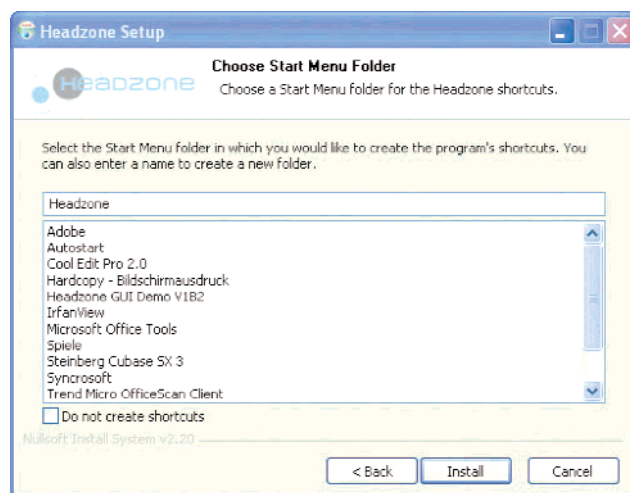 Headzone Setup
HEADZONE
Choose Start Menu Folder
Choose a Start Menu folder for the Headzone shortcuts.
Select the Start Menu folder in which you would like to create the program's shortcuts. You
can also enter a name to create a new folder.
Headzone
Adobe
Autostart
Cool Edit Pro 2.0
Hardcopy - Bildschirmausdruck
Headzone GUI Demo V1B2
IrfanView
Microsoft Office Tools
Spiele
Steinberg Cubase SX 3
Syncrosoft
Trend Micro OfficeScan Client
Do not create shortcuts
Nullsoft Install System v2.20
< Back
Install
Cancel